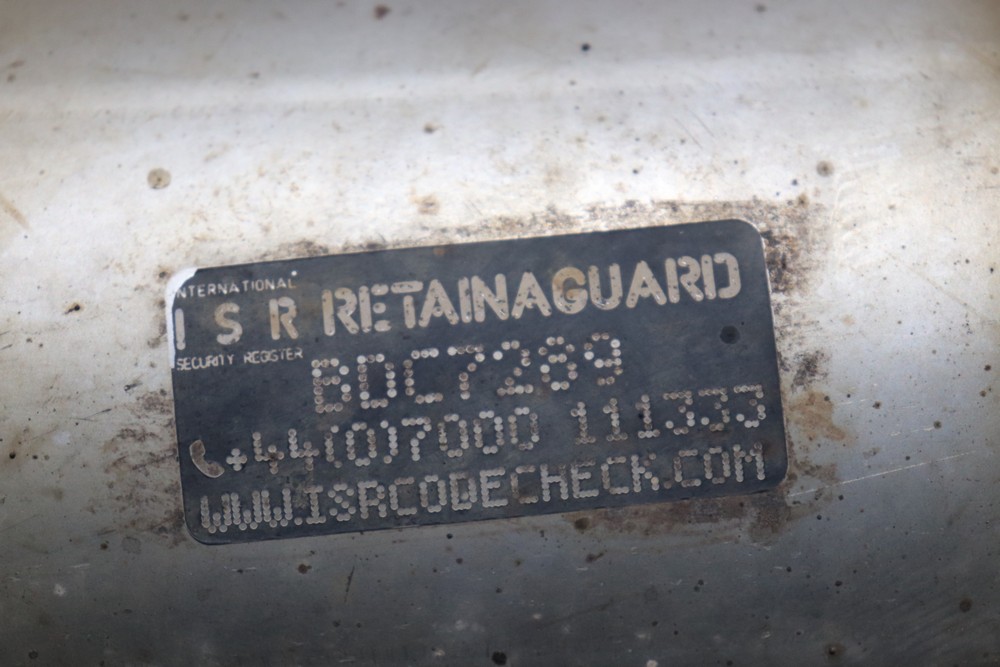 INTERNATIONAL
I S R RETAINAGUARD
SECURITY REGISTER
BDC7289
+44(0)7000 111333
WWW.ISRCODECHECK.COM